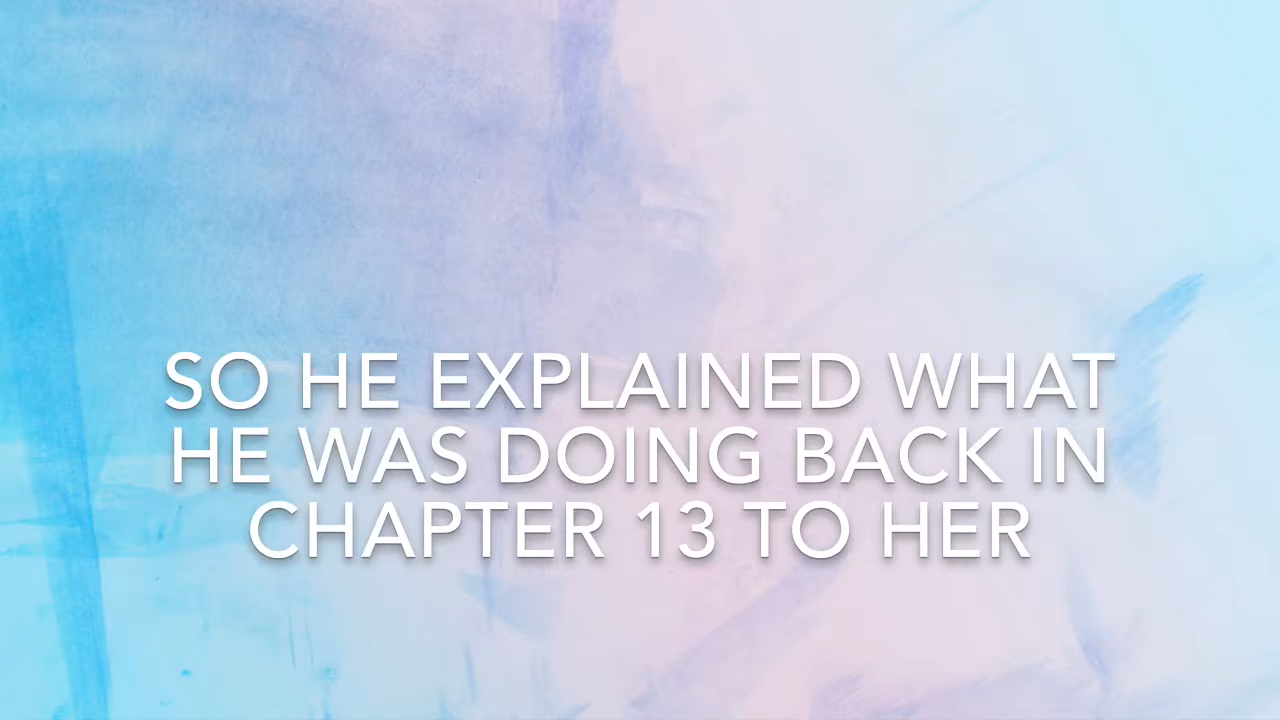 SO HE EXPLAINED WHAT
HE WAS DOING BACK IN
CHAPTER 13 TO HER